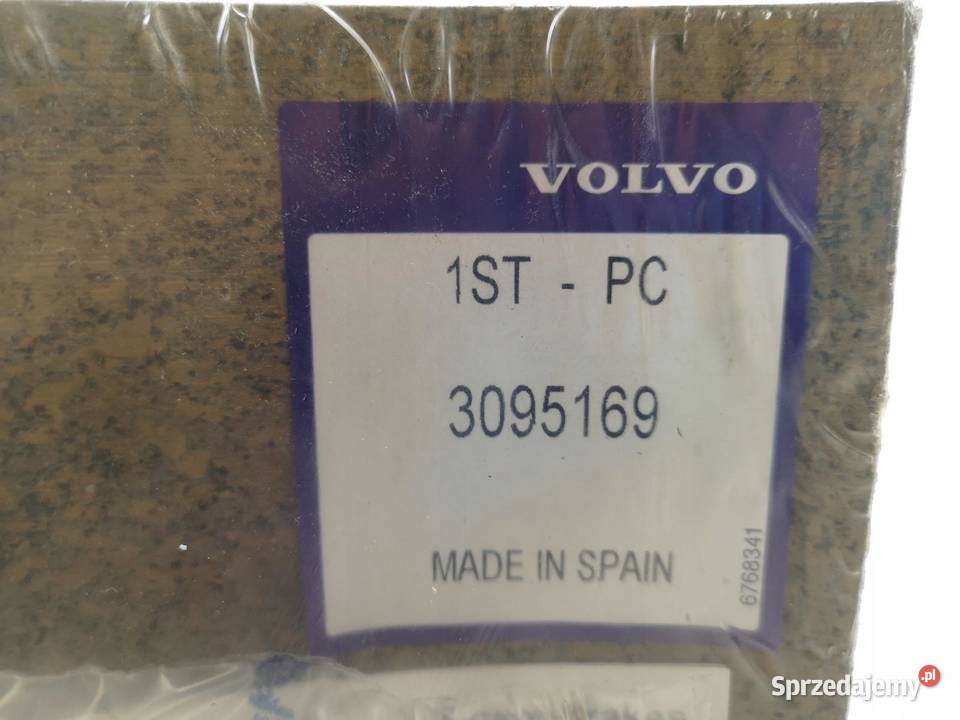 VOLVO
1ST - PC
3095169
MADE IN SPAIN
6768341
Sprzedajemy.pl